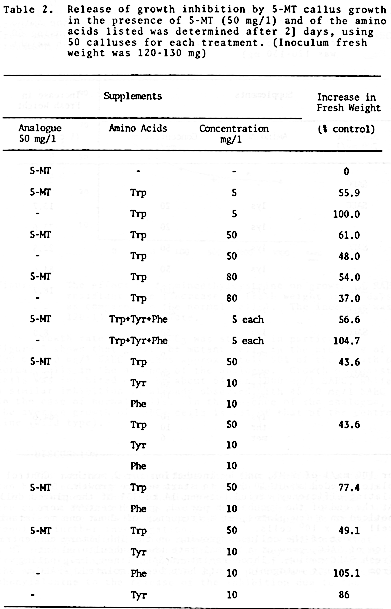 Table 2. Release of growth inhibition by 5-MT callus growth
in the presence of 5-MT (50 mg/l) and of the amino
acids listed was determined after 21 days, using
50 calluses for each treatment. (Inoculum fresh
weight was 120-130 mg)
Supplements Increase in
Fresh Weight
Analogue Amino Acids Concentration (% control)
50 mg/l mg/l
5-MT - - 0
5-MT Trp 5 55.9
- Trp 5 100.0
5-MT Trp 50 61.0
- Trp 50 48.0
5-MT Trp 80 54.0
- Trp 80 37.0
5-MT Trp+Tyr+Phe 5 each 56.6
- Trp+Tyr+Phe 5 each 104.7
5-MT Trp 50 43.6
Tyr 10
Phe 10
Trp 50 43.6
Tyr 10
Phe 10
5-MT Trp 50 77.4
Phe 10
5-MT Trp 50 49.1
Tyr 10
- Phe 10 105.1
- Tyr 10 86